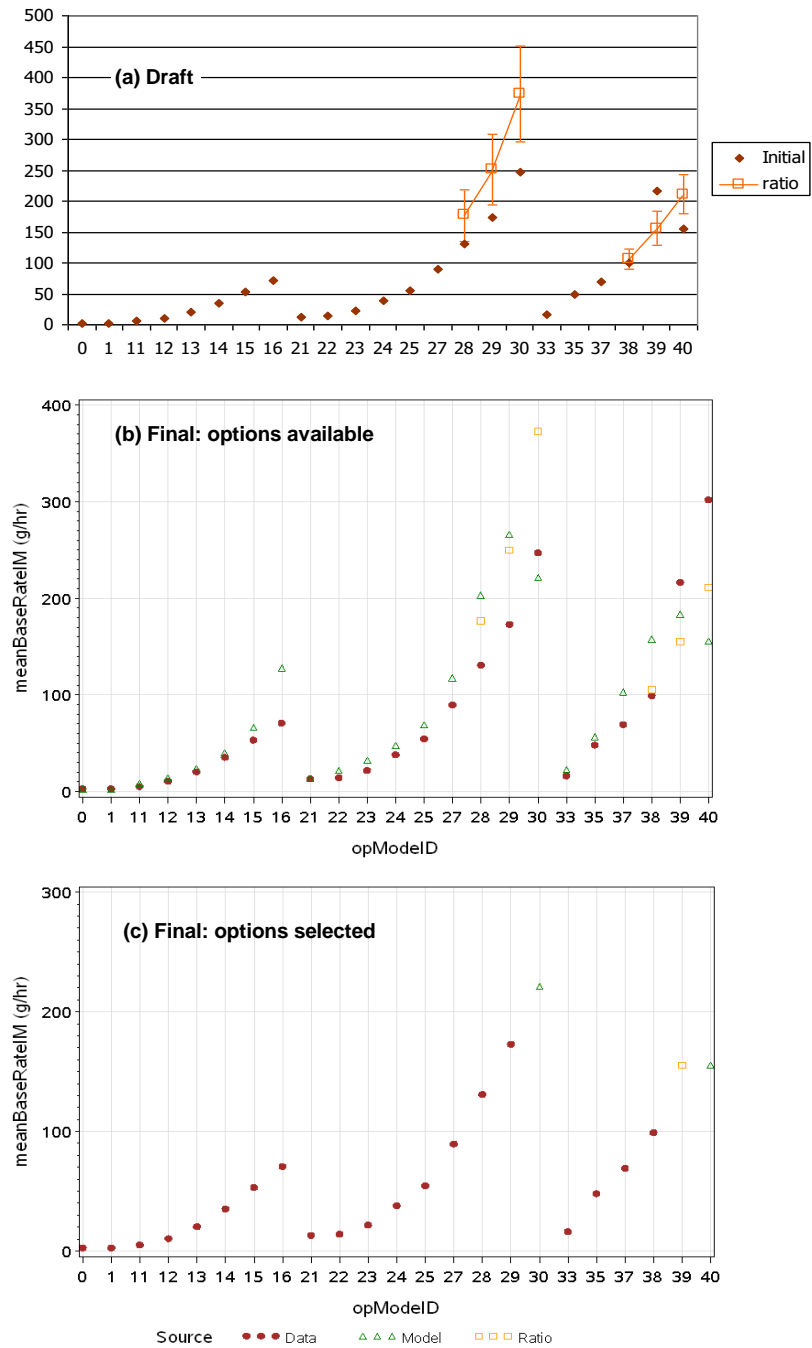 500
450
400
350
300
250
200
150
100
50
0
(a) Draft
Initial
ratio
0 1 11 12 13 14 15 16 21 22 23 24 25 27 28 29 30 33 35 37 38 39 40
(b) Final: options available
meanBaseRateIM (g/hr)
400
300
200
100
0
0 1 11 12 13 14 15 16 21 22 23 24 25 27 28 29 30 33 35 37 38 39 40
opModeID
(c) Final: options selected
meanBaseRateIM (g/hr)
300
200
100
0
0 1 11 12 13 14 15 16 21 22 23 24 25 27 28 29 30 33 35 37 38 39 40
opModeID
Source Data Model Ratio